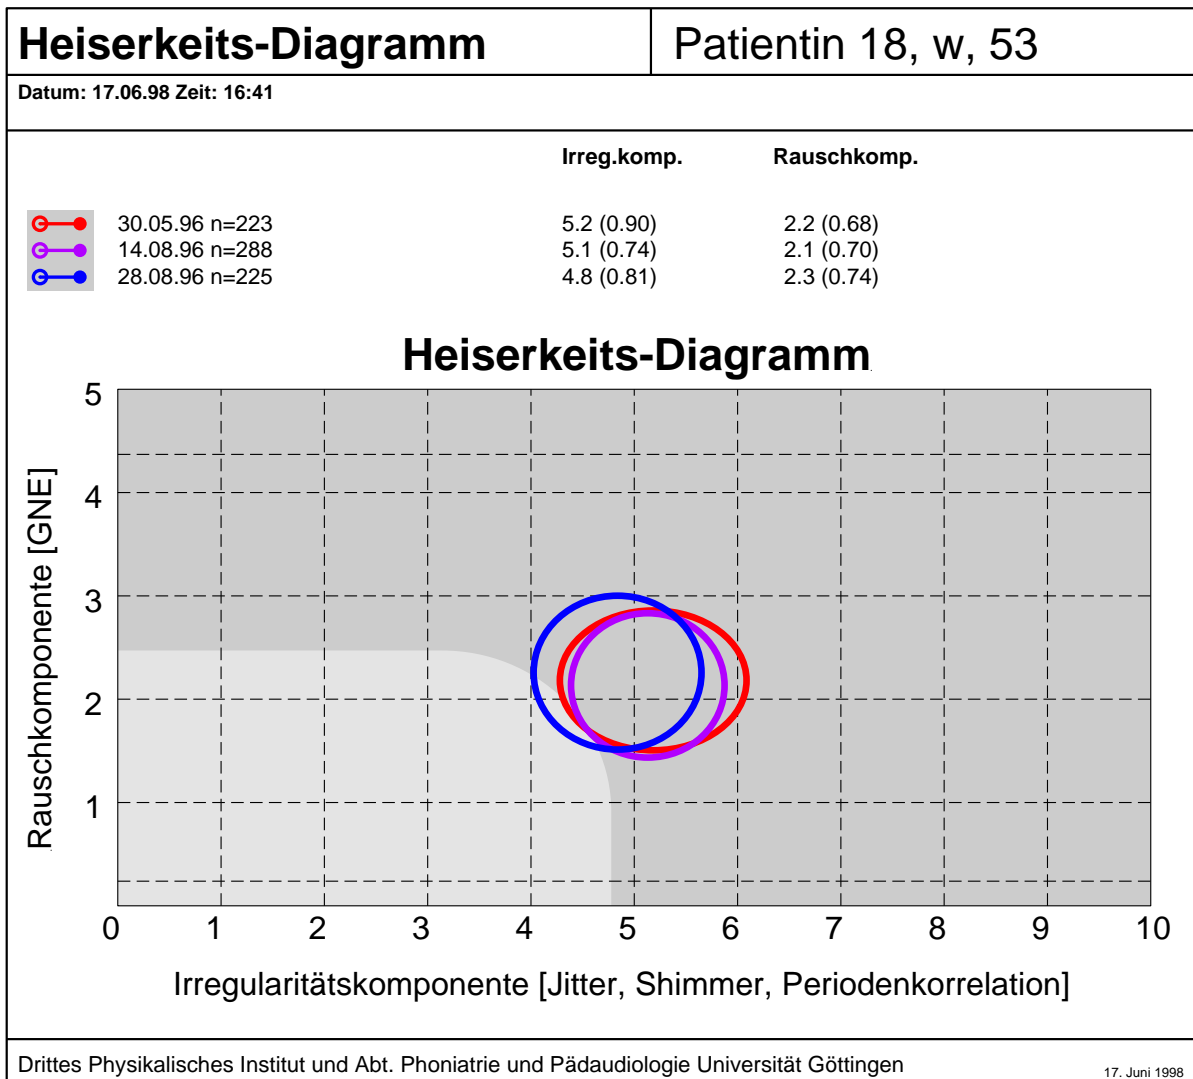 Heiserkeits-Diagramm
Patientin 18, w, 53
Datum: 17.06.98 Zeit: 16:41
Irreg.komp. Rauschkomp.
30.05.96 n=223 5.2 (0.90) 2.2 (0.68)
14.08.96 n=288 5.1 (0.74) 2.1 (0.70)
28.08.96 n=225 4.8 (0.81) 2.3 (0.74)
Heiserkeits-Diagramm
Rauschkomponente [GNE]
5
4
3
2
1
0 1 2 3 4 5 6 7 8 9 10
Irregularitätskomponente [Jitter, Shimmer, Periodenkorrelation]
Drittes Physikalisches Institut und Abt. Phoniatrie und Pädaudiologie Universität Göttingen
17. Juni 1998